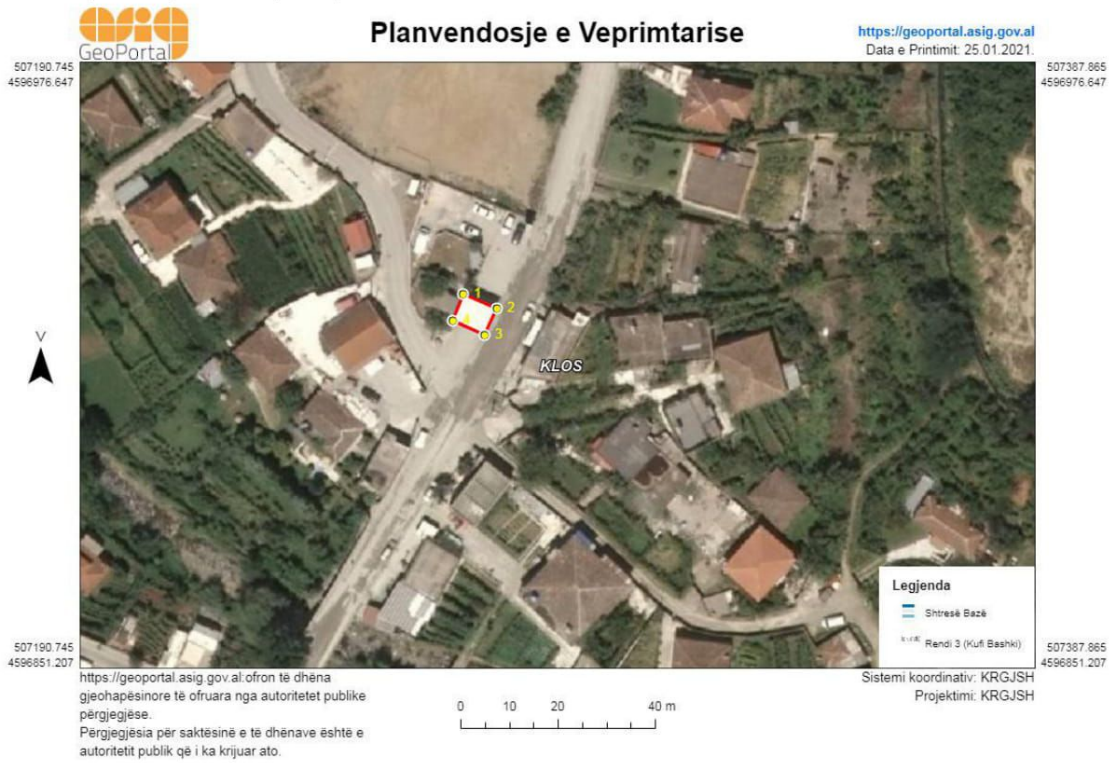 asig
GeoPortal
Planvendosje e Veprimtarise
https://geoportal.asig.gov.al
Data e Printimit: 25.01.2021.
507190.745
4596976.647
507387.865
4596976.647
1
2
4
3
KLOS
V
Legjenda
Shtresë Bazë
Rendi 3 (Kufi Bashki)
507190.745
4596851.207
507387.865
4596851.207
https://geoportal.asig.gov.al:ofron të dhëna
gjeohapësinore të ofruara nga autoritetet publike
përgjegjëse.
Përgjegjësia për saktësinë e të dhënave është e
autoritetit publik që i ka krijuar ato.
0 10 20 40 m
Sistemi koordinativ: KRGJSH
Projektimi: KRGJSH